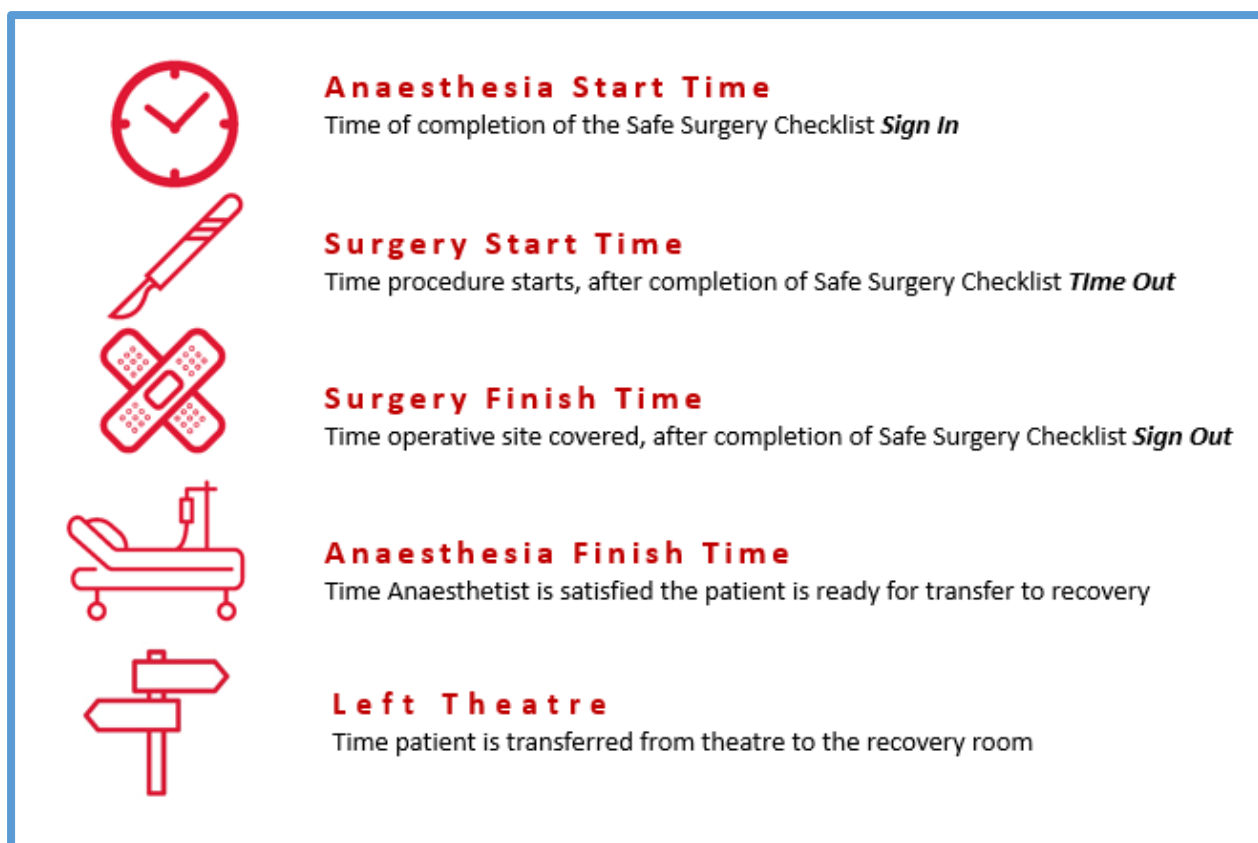 Anaesthesia Start Time
Time of completion of the Safe Surgery Checklist Sign In
Surgery Start Time
Time procedure starts, after completion of Safe Surgery Checklist TIme Out
Surgery Finish Time
Time operative site covered, after completion of Safe Surgery Checklist Sign Out
Anaesthesia Finish Time
Time Anaesthetist is satisfied the patient is ready for transfer to recovery
Left Theatre
Time patient is transferred from theatre to the recovery room